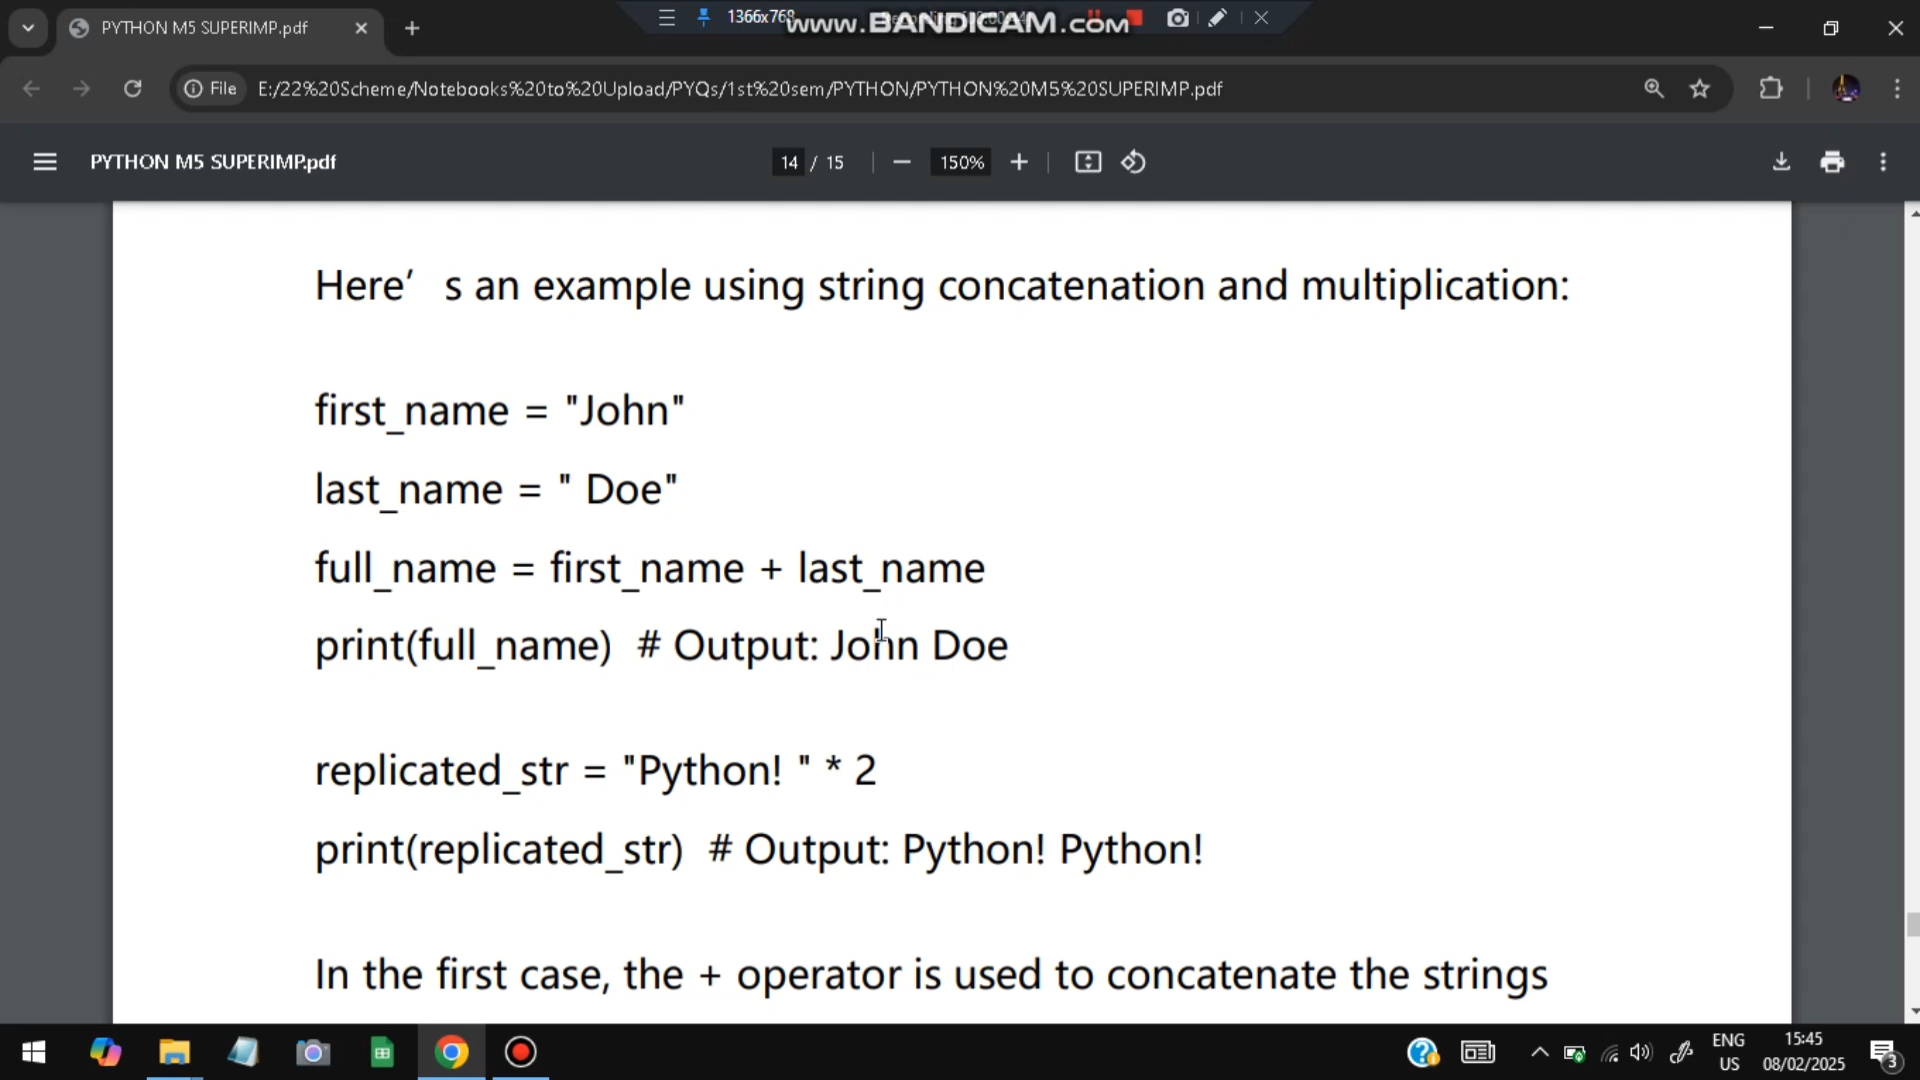 PYTHON M5 SUPERIMP.pdf
1366x768
www.BANDICAM.com
File
E:/22%20Scheme/Notebooks%20to%20Upload/PYQs/1st%20sem/PYTHON/PYTHON%20M5%20SUPERIMP.pdf
PYTHON M5 SUPERIMP.pdf
14 / 15
150%
Here's an example using string concatenation and multiplication:
first_name = "John"
last_name = " Doe"
full_name = first_name + last_name
print(full_name)  # Output: John Doe
replicated_str = "Python! " * 2
print(replicated_str)  # Output: Python! Python!
In the first case, the + operator is used to concatenate the strings
ENG
US
15:45
08/02/2025
3